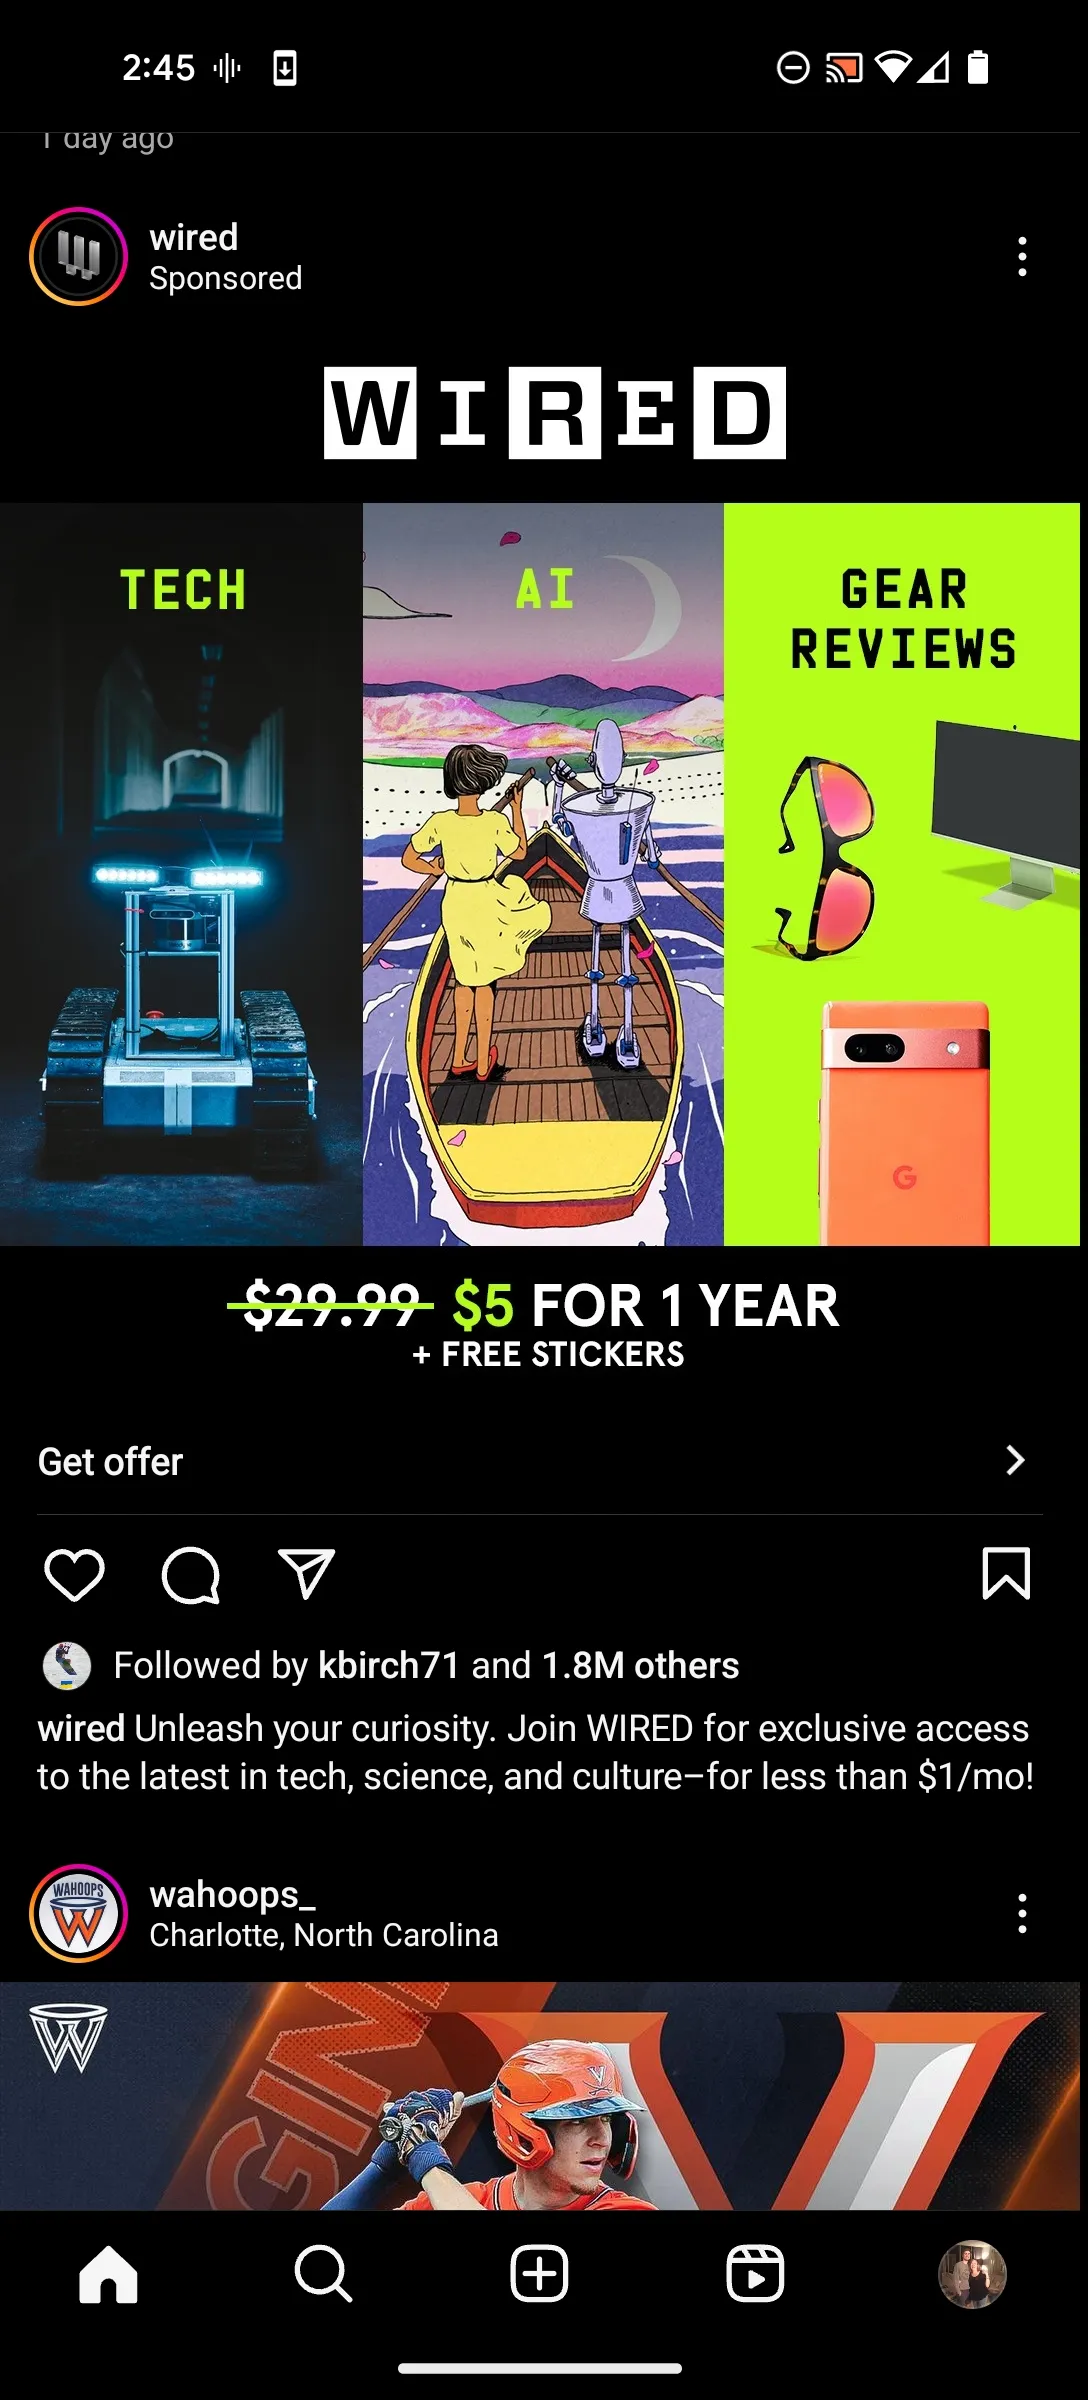 2:45
1 day ago
wired
Sponsored
WIRED
TECH
AI
GEAR
REVIEWS
G
$29.99 $5 FOR 1 YEAR
+ FREE STICKERS
Get offer
Followed by kbirch71 and 1.8M others
wired Unleash your curiosity. Join WIRED for exclusive access
to the latest in tech, science, and culture–for less than $1/mo!
WAHOOPS
W
wahoops_
Charlotte, North Carolina
W
GIN
V
V